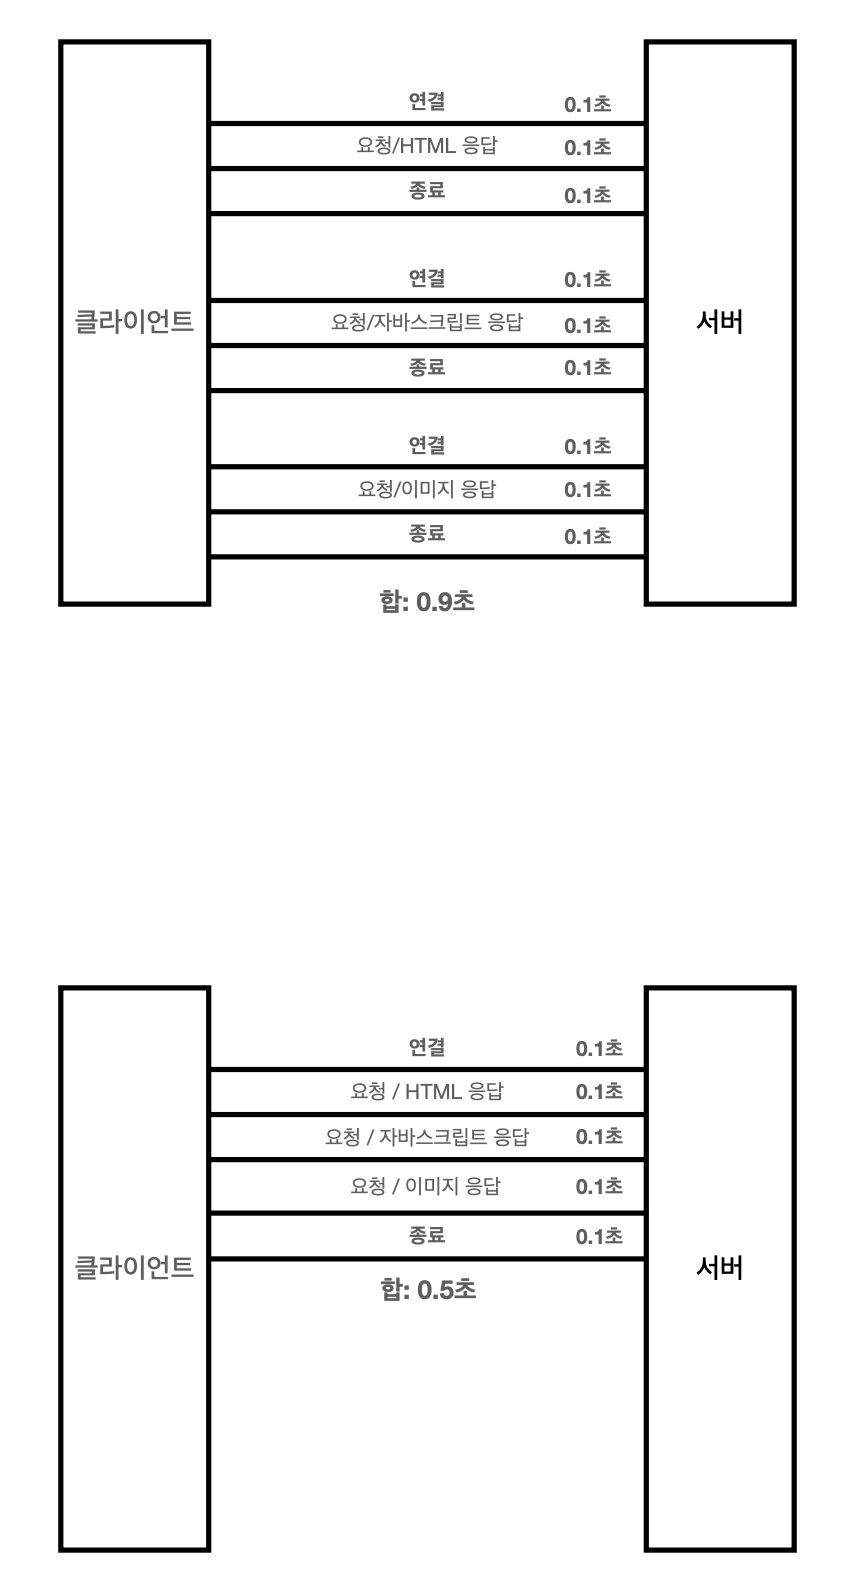 연결 0.1초
요청/HTML 응답 0.1초
종료 0.1초
연결 0.1초
클라이언트
요청/자바스크립트 응답 0.1초
서버
종료 0.1초
연결 0.1초
요청/이미지 응답 0.1초
종료 0.1초
합: 0.9초
연결 0.1초
요청 / HTML 응답 0.1초
요청 / 자바스크립트 응답 0.1초
요청 / 이미지 응답 0.1초
종료 0.1초
클라이언트
서버
합: 0.5초